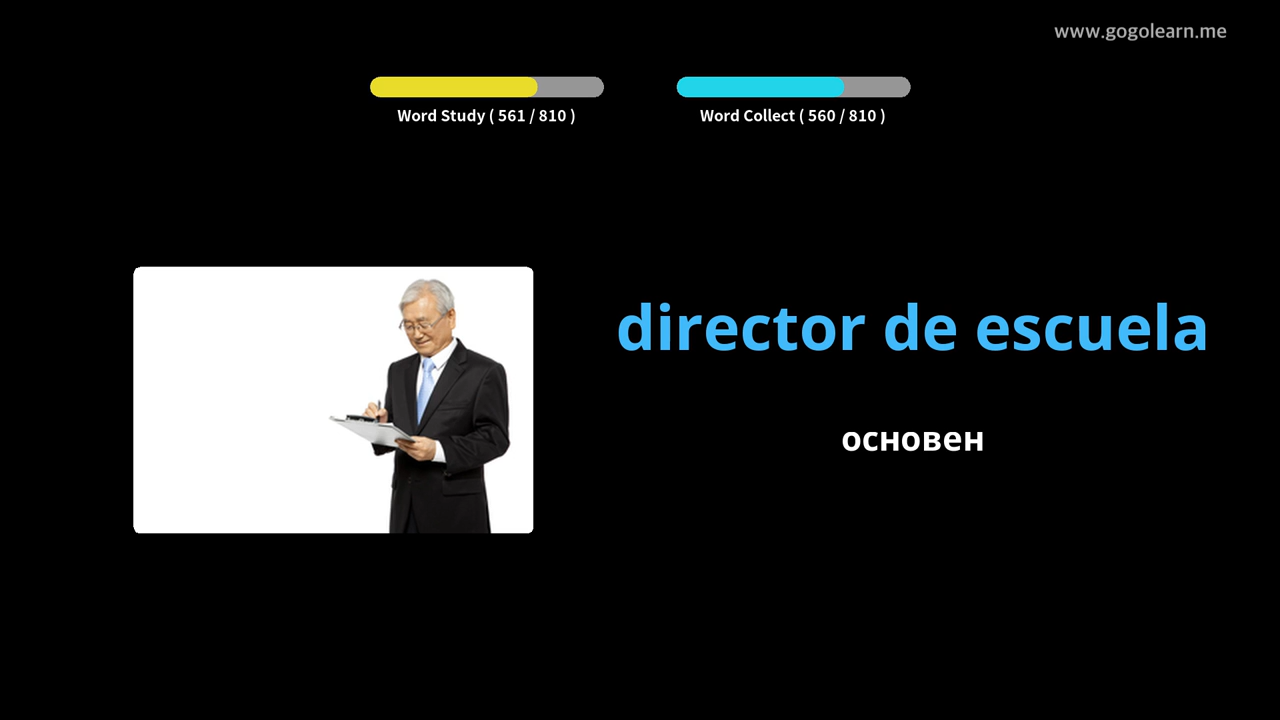 www.gogolearn.me
Word Study ( 561 / 810 )
Word Collect ( 560 / 810 )
director de escuela
основен